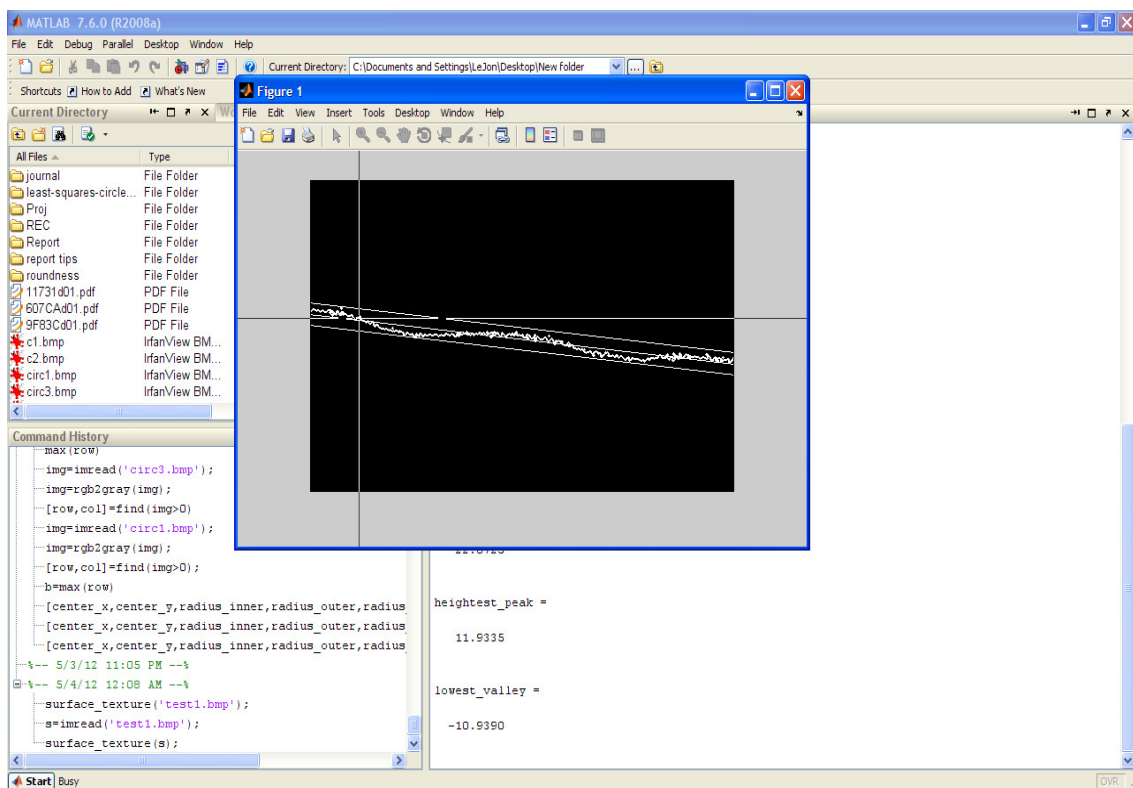 MATLAB 7.6.0 (R2008a)
File Edit Debug Parallel Desktop Window Help
Current Directory: C:\Documents and Settings\LeJon\Desktop\New folder
Shortcuts How to Add What's New
Current Directory
All Files Type
journal File Folder
least-squares-circle... File Folder
Proj File Folder
REC File Folder
Report File Folder
report tips File Folder
roundness File Folder
11731d01.pdf PDF File
607CAd01.pdf PDF File
9F83Cd01.pdf PDF File
c1.bmp IrfanView BM...
c2.bmp IrfanView BM...
circ1.bmp IrfanView BM...
circ3.bmp IrfanView BM...
Figure 1
File Edit View Insert Tools Desktop Window Help
Command History
max(row)
img=imread('circ3.bmp');
img=rgb2gray(img);
[row,col]=find(img>0)
img=imread('circ1.bmp');
img=rgb2gray(img);
[row,col]=find(img>0);
b=max(row)
[center_x,center_y,radius_inner,radius_outer,radius_
[center_x,center_y,radius_inner,radius_outer,radius_
[center_x,center_y,radius_inner,radius_outer,radius_
%-- 5/3/12 11:05 PM --%
%-- 5/4/12 12:08 AM --%
surface_texture('test1.bmp');
s=imread('test1.bmp');
surface_texture(s);
heightest_peak =
11.9335
lowest_valley =
-10.9390
Start Busy
OVR